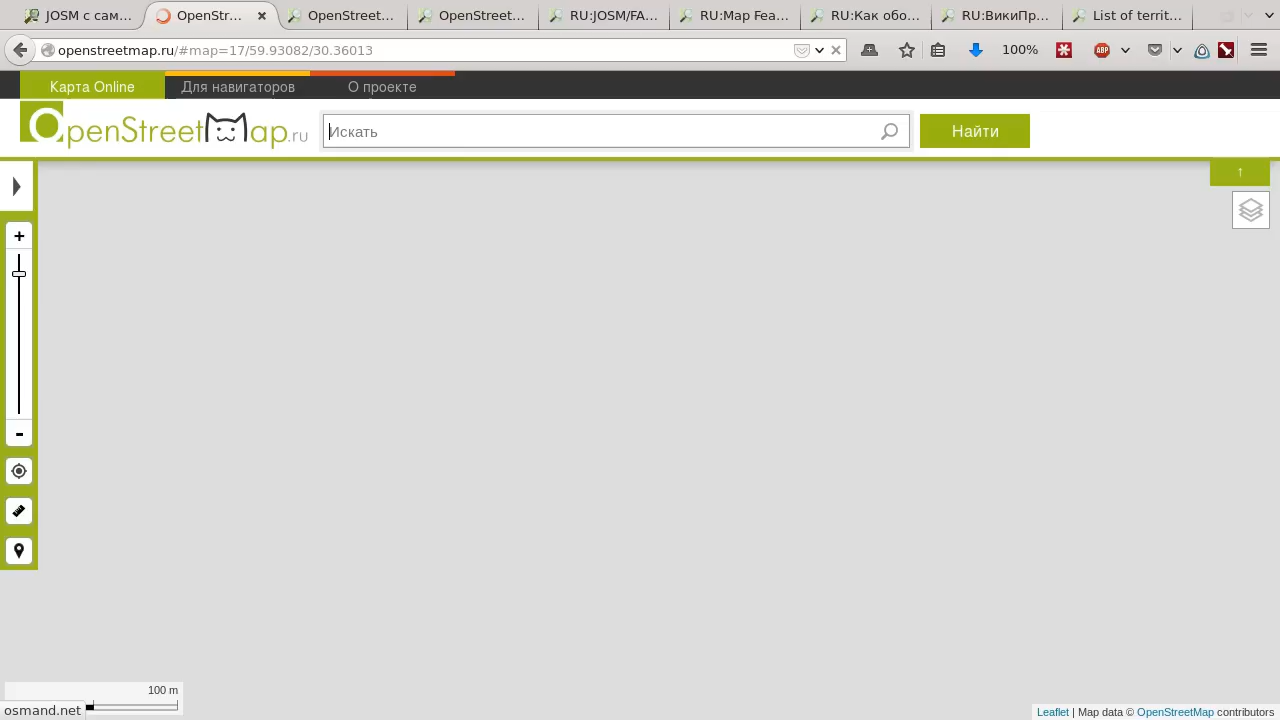 JOSM с сам...
OpenStr...
OpenStreet...
OpenStreet...
RU:JOSM/FA...
RU:Map Fea...
RU:Как обо...
RU:ВикиПр...
List of territ...
openstreetmap.ru/#map=17/59.93082/30.36013
100%
ABP
Карта Online
Для навигаторов
О проекте
OpenStreetMap.ru
Искать
Найти
↑
+
-
100 m
osmand.net
Leaflet | Map data © OpenStreetMap contributors